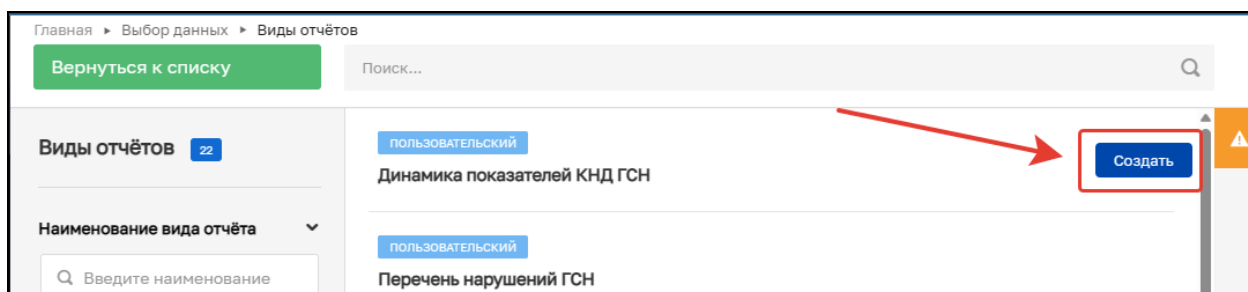 Главная ▸ Выбор данных ▸ Виды отчётов
Вернуться к списку
Поиск...
Виды отчётов 22
Наименование вида отчёта
Введите наименование
ПОЛЬЗОВАТЕЛЬСКИЙ
Динамика показателей КНД ГСН
Создать
ПОЛЬЗОВАТЕЛЬСКИЙ
Перечень нарушений ГСН